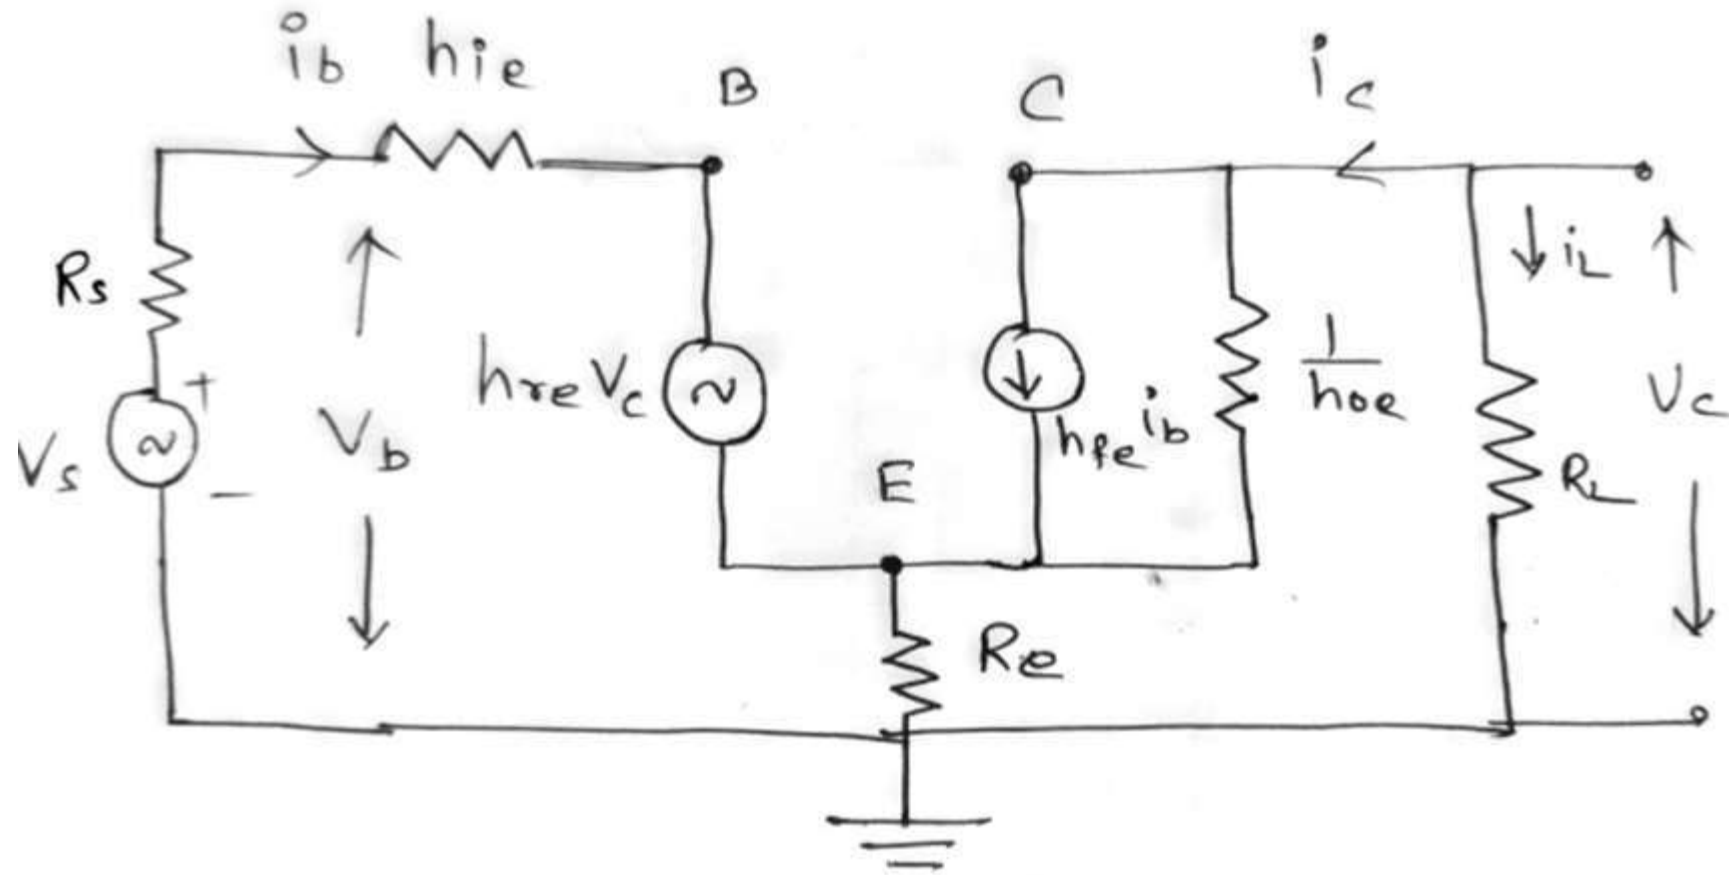 ib hie B C ic
Rs iL
+ hreVc 1/hoe Vc
Vs Vb hfeib
− E RL
Re